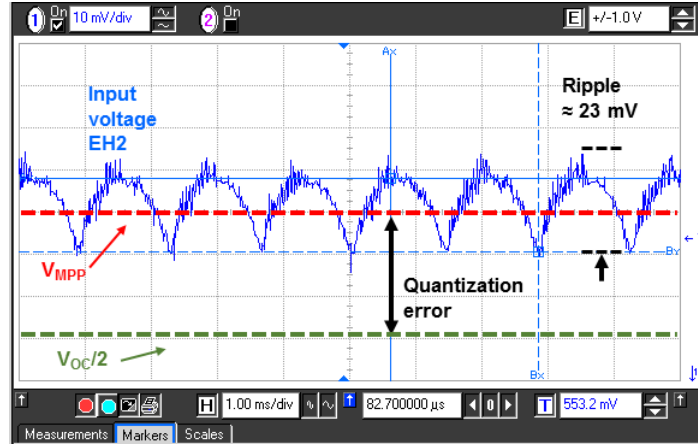 1 On 10 mV/div 2 On E +/-1.0 V
Ax
Input
voltage
EH2
Ripple
≈ 23 mV
VMPP
By
Quantization
error
VOC/2
Bx
H 1.00 ms/div 82.700000 µs 0 T 553.2 mV
Measurements Markers Scales